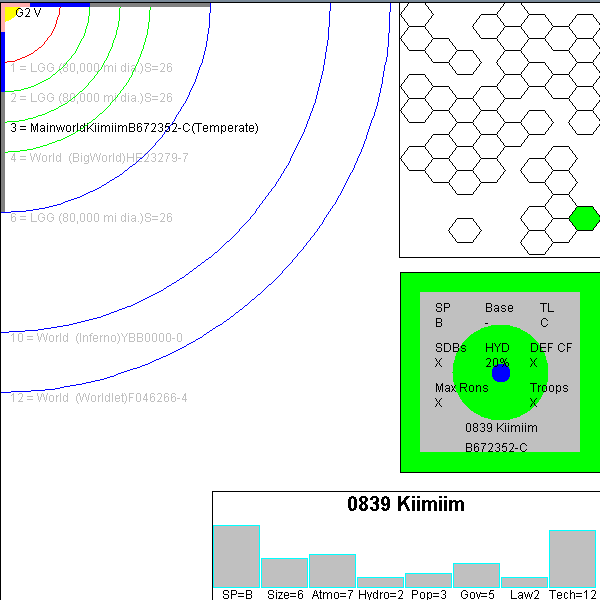 G2 V
1 = LGG (80,000 mi dia.)S=26
2 = LGG (80,000 mi dia.)S=26
3 = MainworldKiimiimB672352-C(Temperate)
4 = World (BigWorld)HE23279-7
6 = LGG (80,000 mi dia.)S=26
10 = World (Inferno)YBB0000-0
12 = World (Worldlet)F046266-4
SP Base TL
B - C
SDBs HYD DEF CF
X 20% X
Max Rons Troops
X X
0839 Kiimiim
B672352-C
0839 Kiimiim
SP=B Size=6 Atmo=7 Hydro=2 Pop=3 Gov=5 Law2 Tech=12